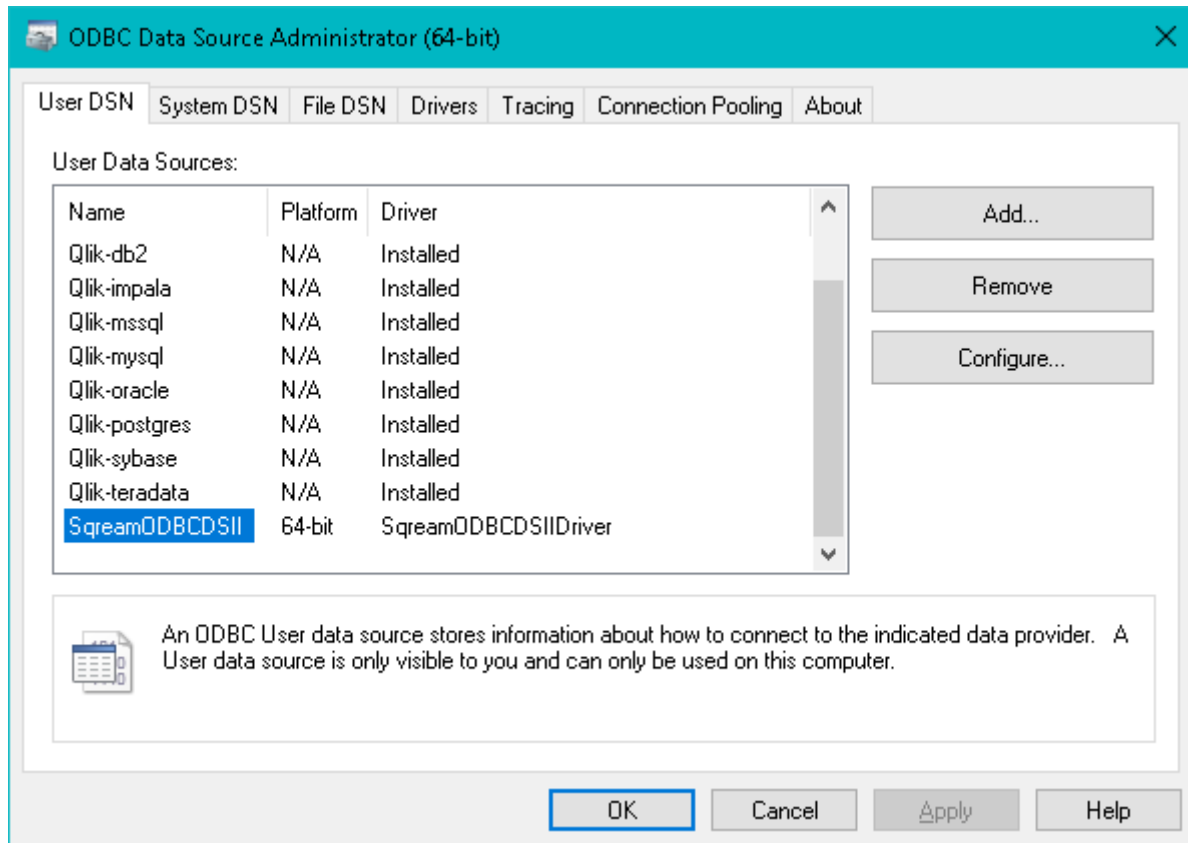 ODBC Data Source Administrator (64-bit)
User DSN System DSN File DSN Drivers Tracing Connection Pooling About
User Data Sources:
Name Platform Driver
Qlik-db2 N/A Installed
Qlik-impala N/A Installed
Qlik-mssql N/A Installed
Qlik-mysql N/A Installed
Qlik-oracle N/A Installed
Qlik-postgres N/A Installed
Qlik-sybase N/A Installed
Qlik-teradata N/A Installed
SqreamODBCDSII 64-bit SqreamODBCDSIIDriver
Add...
Remove
Configure...
An ODBC User data source stores information about how to connect to the indicated data provider. A
User data source is only visible to you and can only be used on this computer.
OK Cancel Apply Help